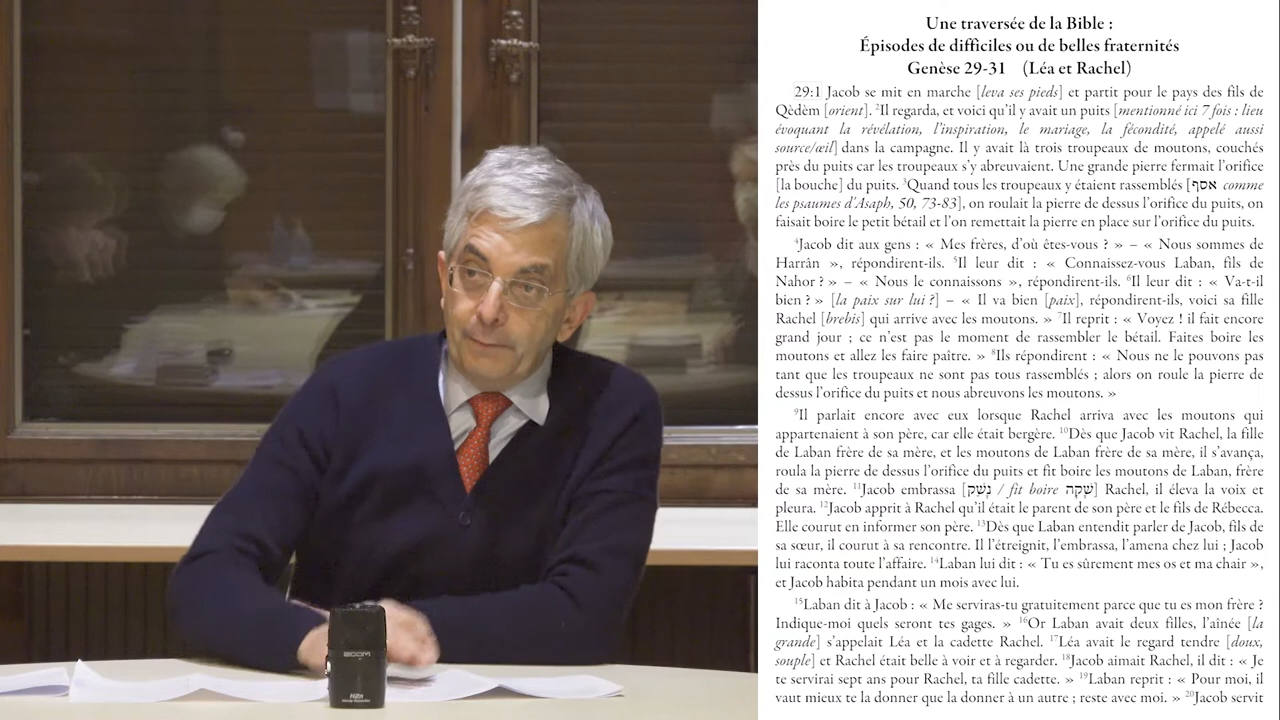 Une traversée de la Bible :
Épisodes de difficiles ou de belles fraternités
Genèse 29-31 (Léa et Rachel)
29:1 Jacob se mit en marche [leva ses pieds] et partit pour le pays des fils de
Qèdèm [orient]. ²Il regarda, et voici qu'il y avait un puits [mentionné ici 7 fois : lieu
évoquant la révélation, l'inspiration, le mariage, la fécondité, appelé aussi
source/œil] dans la campagne. Il y avait là trois troupeaux de moutons, couchés
près du puits car les troupeaux s'y abreuvaient. Une grande pierre fermait l'orifice
[la bouche] du puits. ³Quand tous les troupeaux y étaient rassemblés [אסף comme
les psaumes d'Asaph, 50, 73-83], on roulait la pierre de dessus l'orifice du puits, on
faisait boire le petit bétail et l'on remettait la pierre en place sur l'orifice du puits.
⁴Jacob dit aux gens : « Mes frères, d'où êtes-vous ? » – « Nous sommes de
Harrân », répondirent-ils. ⁵Il leur dit : « Connaissez-vous Laban, fils de
Nahor ? » – « Nous le connaissons », répondirent-ils. ⁶Il leur dit : « Va-t-il
bien ? » [la paix sur lui ?] – « Il va bien [paix], répondirent-ils, voici sa fille
Rachel [brebis] qui arrive avec les moutons. » ⁷Il reprit : « Voyez ! il fait encore
grand jour ; ce n'est pas le moment de rassembler le bétail. Faites boire les
moutons et allez les faire paître. » ⁸Ils répondirent : « Nous ne le pouvons pas
tant que les troupeaux ne sont pas tous rassemblés ; alors on roule la pierre de
dessus l'orifice du puits et nous abreuvons les moutons. »
⁹Il parlait encore avec eux lorsque Rachel arriva avec les moutons qui
appartenaient à son père, car elle était bergère. ¹⁰Dès que Jacob vit Rachel, la fille
de Laban frère de sa mère, et les moutons de Laban frère de sa mère, il s'avança,
roula la pierre de dessus l'orifice du puits et fit boire les moutons de Laban, frère
de sa mère. ¹¹Jacob embrassa [נָשַׁק / fit boire שָׁקָה] Rachel, il éleva la voix et
pleura. ¹²Jacob apprit à Rachel qu'il était le parent de son père et le fils de Rébecca.
Elle courut en informer son père. ¹³Dès que Laban entendit parler de Jacob, fils de
sa sœur, il courut à sa rencontre. Il l'étreignit, l'embrassa, l'amena chez lui ; Jacob
lui raconta toute l'affaire. ¹⁴Laban lui dit : « Tu es sûrement mes os et ma chair »,
et Jacob habita pendant un mois avec lui.
¹⁵Laban dit à Jacob : « Me serviras-tu gratuitement parce que tu es mon frère ?
Indique-moi quels seront tes gages. » ¹⁶Or Laban avait deux filles, l'aînée [la
grande] s'appelait Léa et la cadette Rachel. ¹⁷Léa avait le regard tendre [doux,
souple] et Rachel était belle à voir et à regarder. ¹⁸Jacob aimait Rachel, il dit : « Je
te servirai sept ans pour Rachel, ta fille cadette. » ¹⁹Laban reprit : « Pour moi, il
vaut mieux te la donner que la donner à un autre ; reste avec moi. » ²⁰Jacob servit
zoom
H2n
Handy Recorder